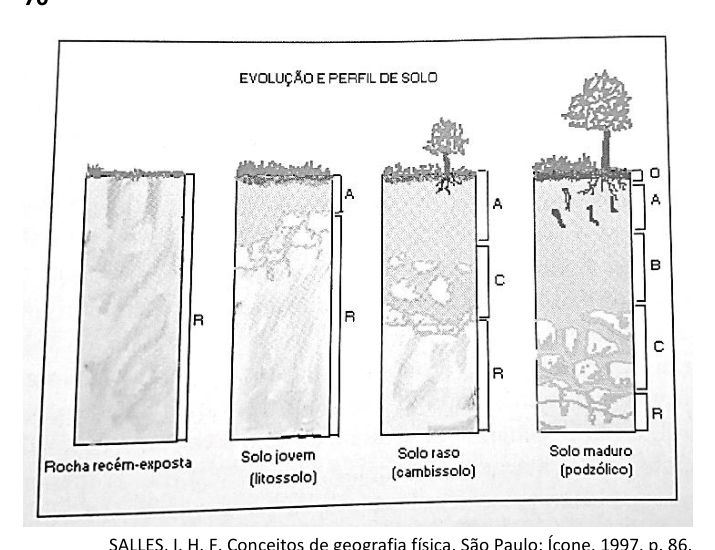 70
EVOLUÇÃO E PERFIL DE SOLO
R
A
R
A
C
R
O
A
B
C
R
Rocha recém-exposta
Solo jovem
(litossolo)
Solo raso
(cambissolo)
Solo maduro
(podzólico)
SALLES, I. H. F. Conceitos de geografia física. São Paulo: Ícone, 1997, p. 86.